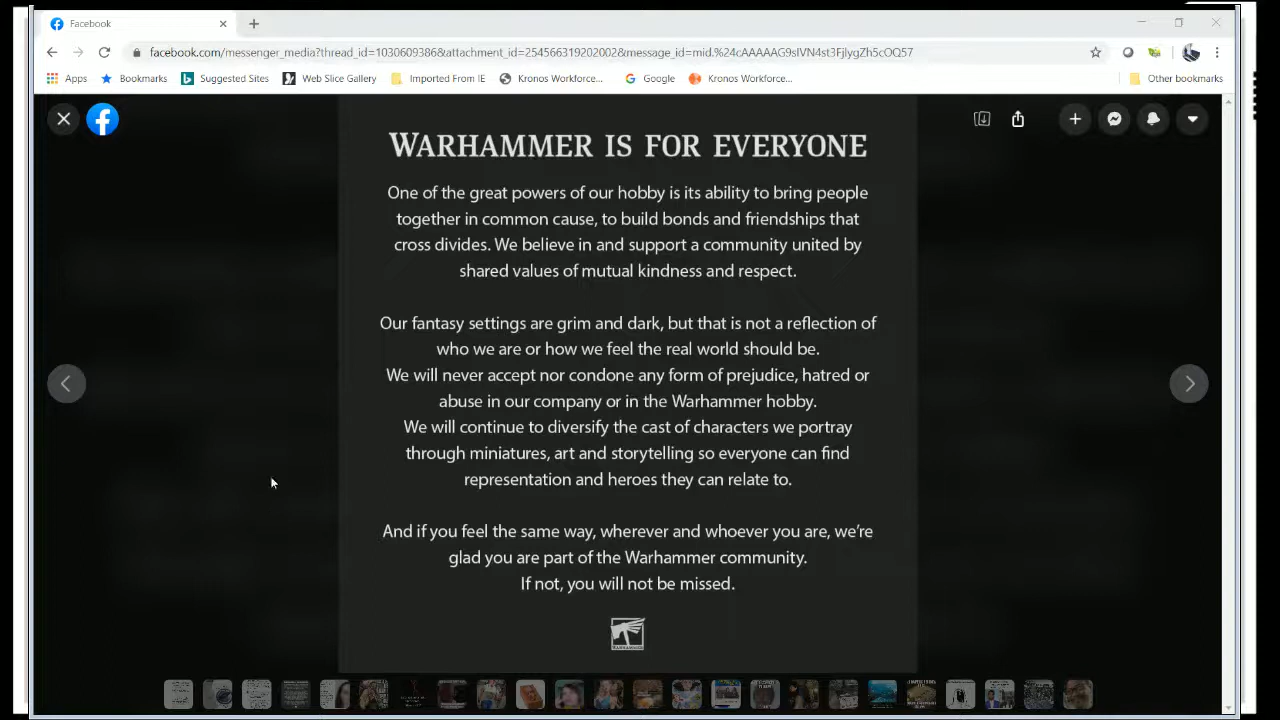 Facebook
facebook.com/messenger_media?thread_id=1030609386&attachment_id=2545663192020002&message_id=mid.%24cAAAAAG9slVN4st3FjlygZh5cOQ57
Apps Bookmarks Suggested Sites Web Slice Gallery Imported From IE Kronos Workforce... Google Kronos Workforce... Other bookmarks
WARHAMMER IS FOR EVERYONE
One of the great powers of our hobby is its ability to bring people
together in common cause, to build bonds and friendships that
cross divides. We believe in and support a community united by
shared values of mutual kindness and respect.
Our fantasy settings are grim and dark, but that is not a reflection of
who we are or how we feel the real world should be.
We will never accept nor condone any form of prejudice, hatred or
abuse in our company or in the Warhammer hobby.
We will continue to diversify the cast of characters we portray
through miniatures, art and storytelling so everyone can find
representation and heroes they can relate to.
And if you feel the same way, wherever and whoever you are, we're
glad you are part of the Warhammer community.
If not, you will not be missed.
WARHAMMER